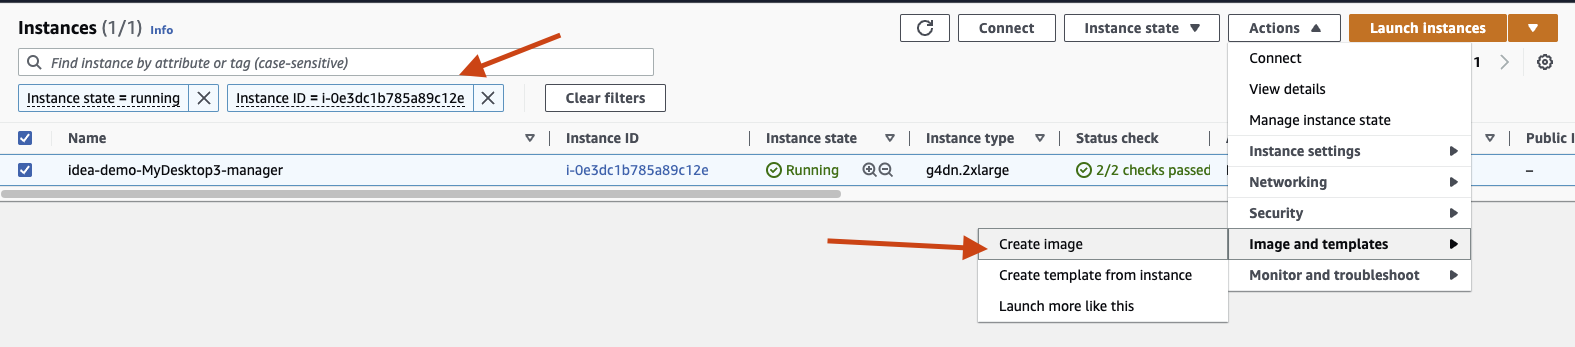 Instances (1/1) Info
Connect
Instance state
Actions
Launch instances
Find instance by attribute or tag (case-sensitive)
1
Instance state = running
Instance ID = i-0e3dc1b785a89c12e
Clear filters
Connect
View details
Manage instance state
Instance settings
Networking
Security
Image and templates
Monitor and troubleshoot
Name
Instance ID
Instance state
Instance type
Status check
Public I
idea-demo-MyDesktop3-manager
i-0e3dc1b785a89c12e
Running
g4dn.2xlarge
2/2 checks passed
–
Create image
Create template from instance
Launch more like this